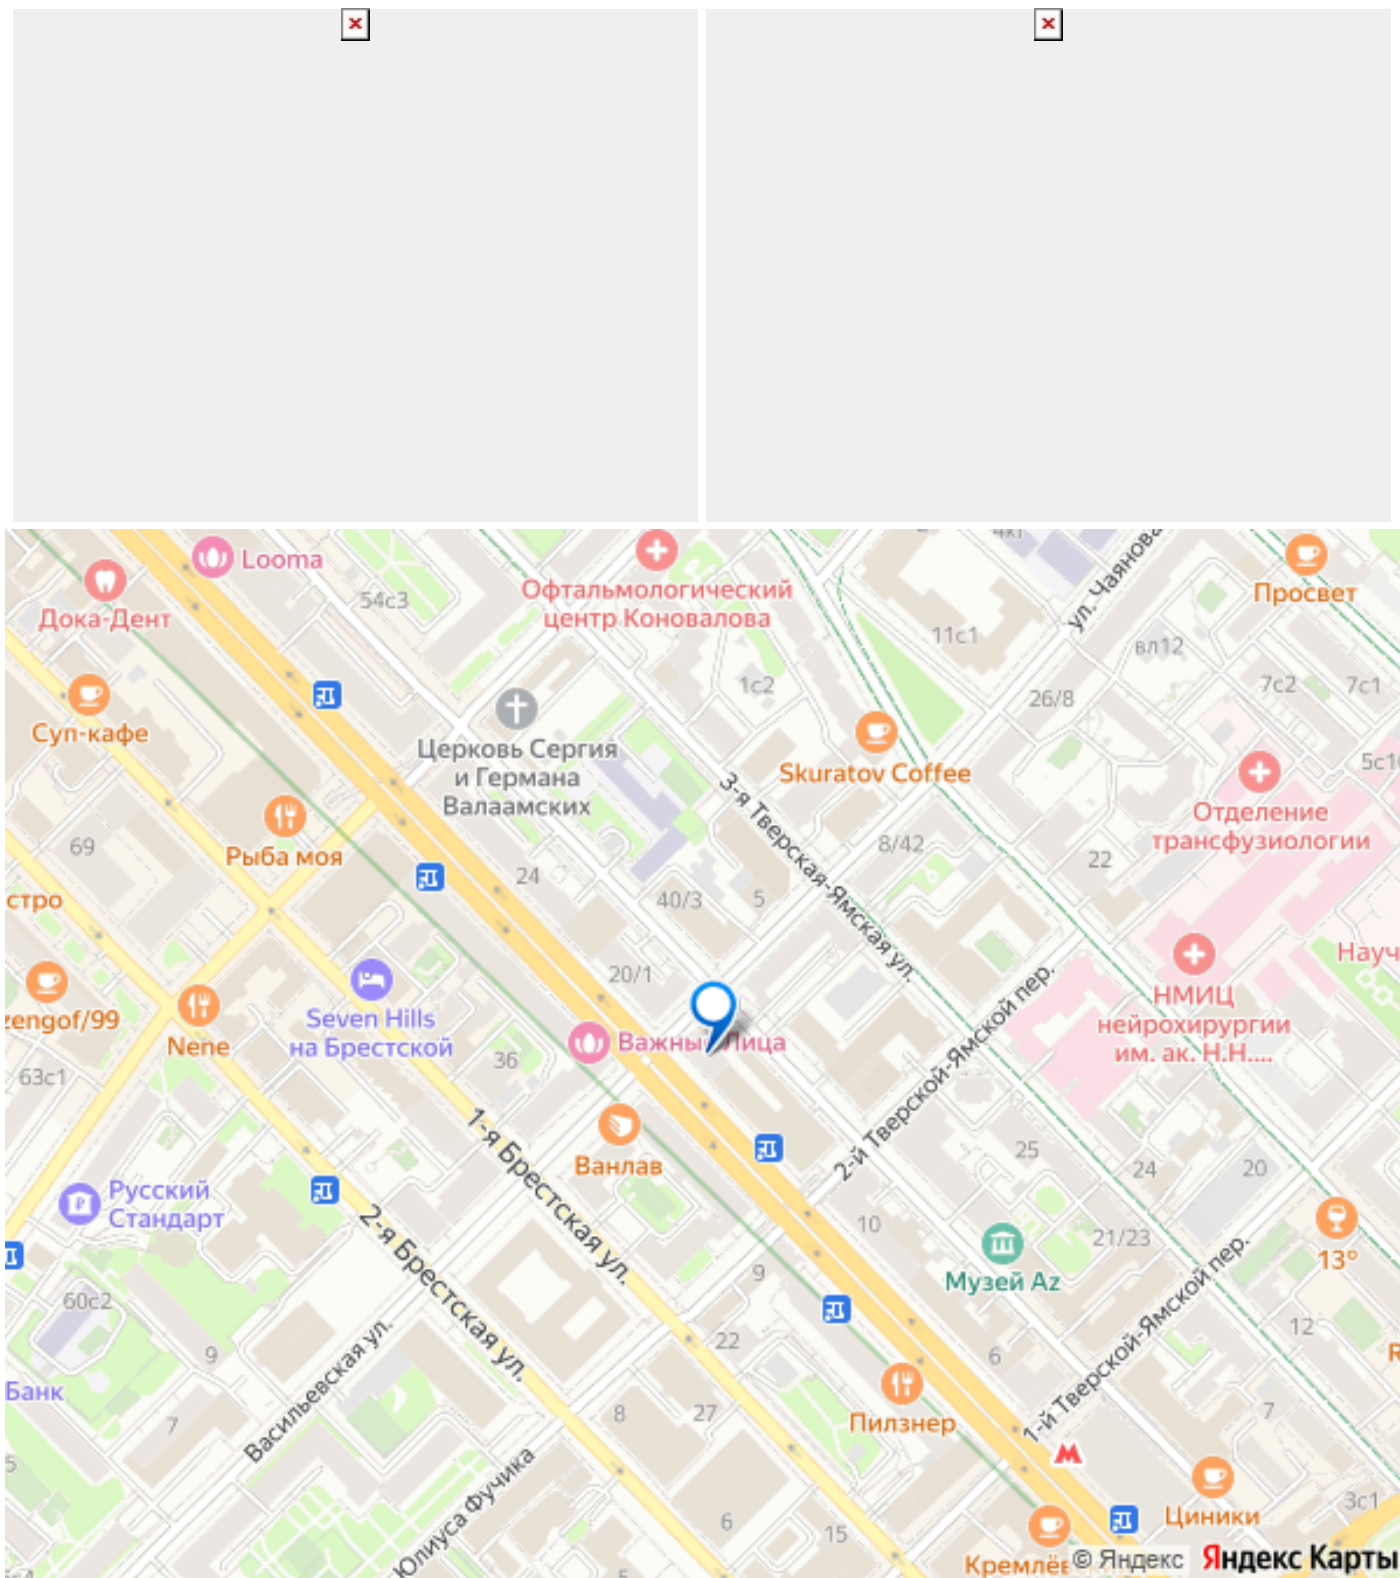 Looma
Дока-Дент
54с3
Офтальмологический
центр Коновалова
4к1
ул. Чаянова
Просвет
11с1
вл12
1с2
26/8
7с2
7с1
Суп-кафе
Церковь Сергия
и Германа
Валаамских
Skuratov Coffee
3-я Тверская-Ямская ул.
Отделение
трансфузиологии
69
Рыба моя
24
40/3
5
8/42
22
стро
20/1
zengof/99
Nene
Seven Hills
на Брестской
36
Важные Лица
НМИЦ
нейрохирургии
им. ак. Н.Н....
Науч
63с1
1-я Брестская ул.
Ванлав
2-й Тверской-Ямской пер.
25
24
20
Русский
Стандарт
2-я Брестская ул.
10
21/23
Музей Az
13°
9
60с2
9
22
6
12
1-й Тверской-Ямской пер.
Банк
Васильевская ул.
7
8
27
Пилзнер
7
5
Юлиуса Фучика
6
15
Циники
3с1
Кремлёв
© Яндекс
Яндекс Карты